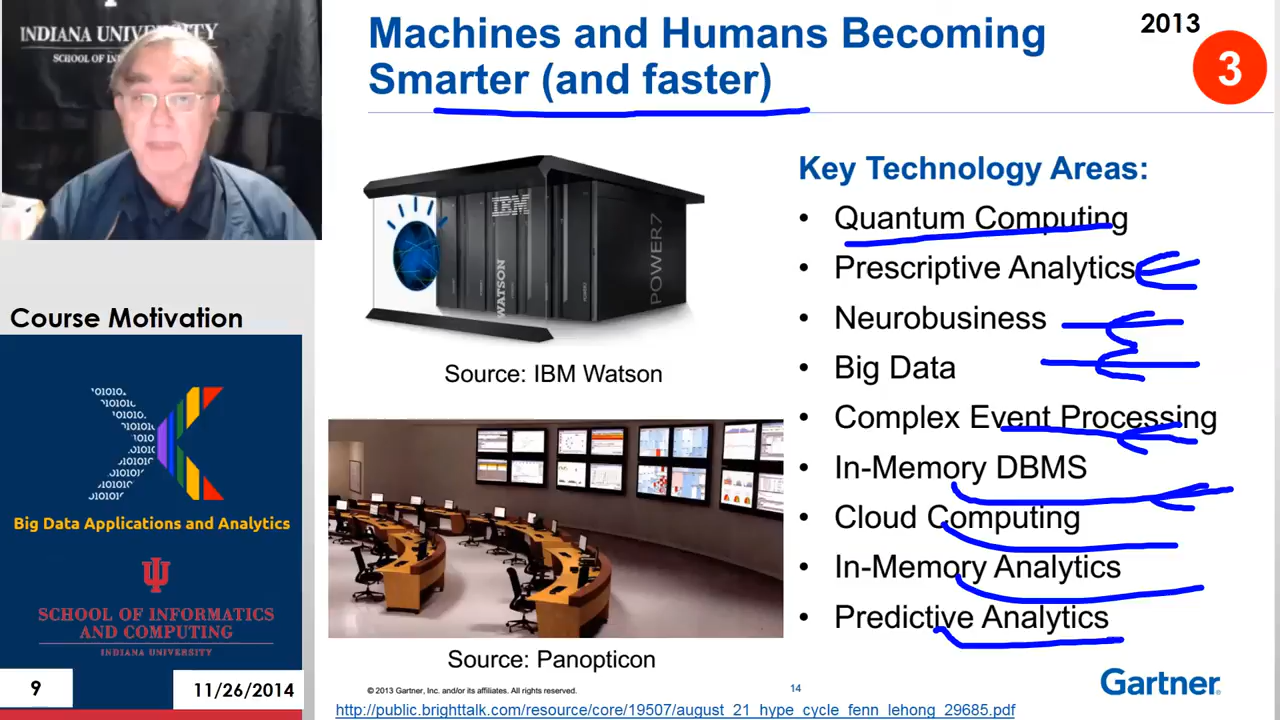 INDIANA UNIVERSITY
SCHOOL OF IN
Machines and Humans Becoming
Smarter (and faster)
2013
3
IBM
WATSON
POWER7
Source: IBM Watson
Source: Panopticon
Key Technology Areas:
• Quantum Computing
• Prescriptive Analytics
• Neurobusiness
• Big Data
• Complex Event Processing
• In-Memory DBMS
• Cloud Computing
• In-Memory Analytics
• Predictive Analytics
Course Motivation
Big Data Applications and Analytics
SCHOOL OF INFORMATICS
AND COMPUTING
INDIANA UNIVERSITY
9
11/26/2014
© 2013 Gartner, Inc. and/or its affiliates. All rights reserved.
14
Gartner
http://public.brighttalk.com/resource/core/19507/august_21_hype_cycle_fenn_lehong_29685.pdf